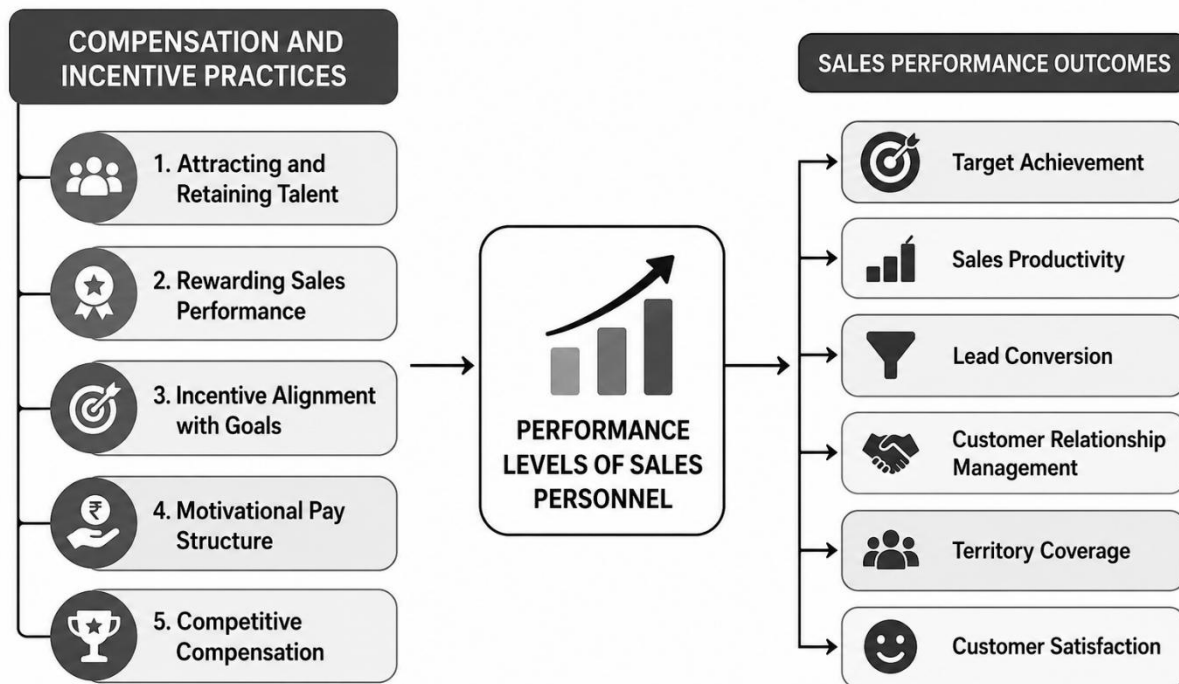 COMPENSATION AND
INCENTIVE PRACTICES
1. Attracting and
Retaining Talent
2. Rewarding Sales
Performance
3. Incentive Alignment
with Goals
₹
4. Motivational Pay
Structure
5. Competitive
Compensation
PERFORMANCE
LEVELS OF SALES
PERSONNEL
SALES PERFORMANCE OUTCOMES
Target Achievement
Sales Productivity
Lead Conversion
Customer Relationship
Management
Territory Coverage
Customer Satisfaction